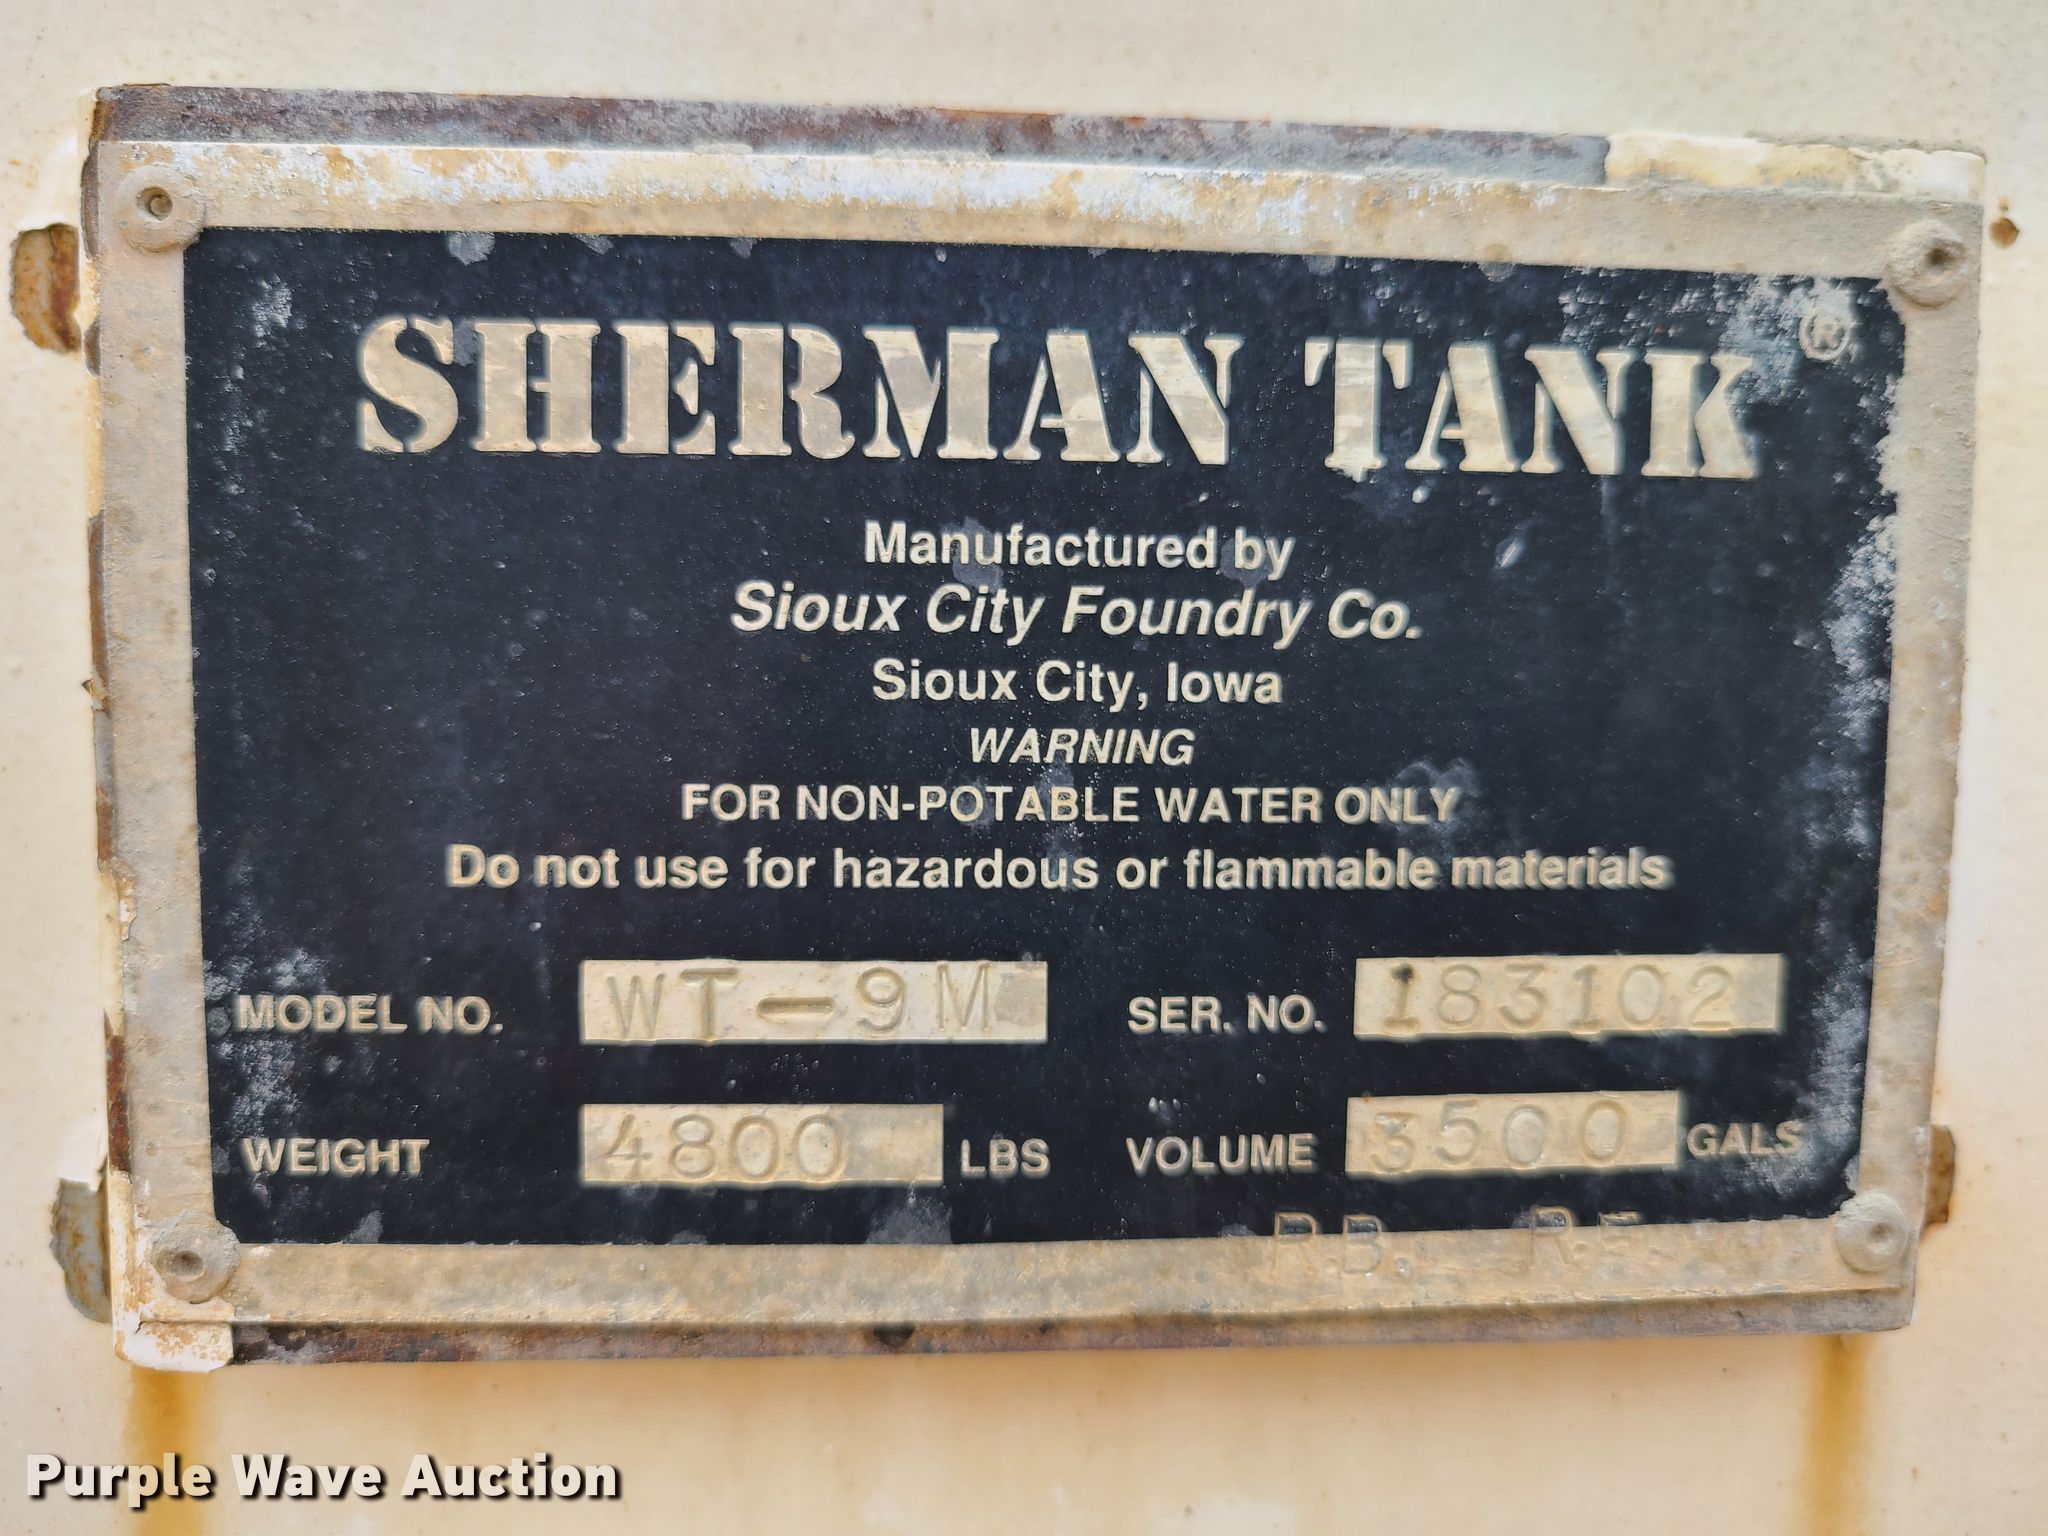 SHERMAN TANK ®
Manufactured by
Sioux City Foundry Co.
Sioux City, Iowa
WARNING
FOR NON-POTABLE WATER ONLY
Do not use for hazardous or flammable materials
MODEL NO. WT-9M SER. NO. 183102
WEIGHT 4800 LBS VOLUME 3500 GALS
R.B. R.F.
Purple Wave Auction